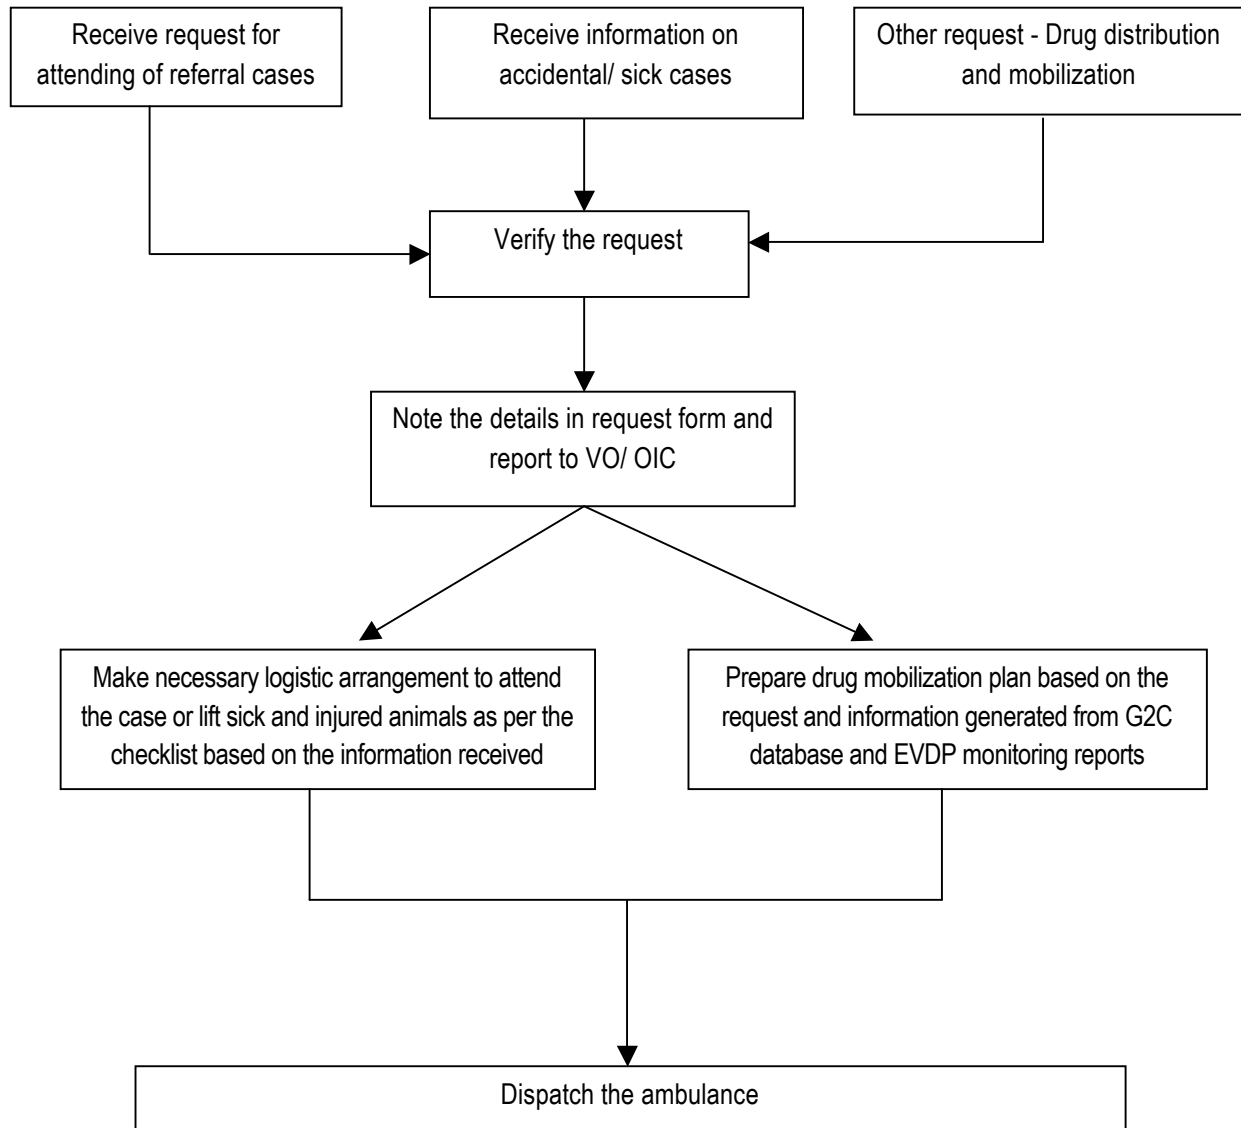 Receive request for
attending of referral cases
Receive information on
accidental/ sick cases
Other request - Drug distribution
and mobilization
Verify the request
Note the details in request form and
report to VO/ OIC
Make necessary logistic arrangement to attend
the case or lift sick and injured animals as per the
checklist based on the information received
Prepare drug mobilization plan based on the
request and information generated from G2C
database and EVDP monitoring reports
Dispatch the ambulance